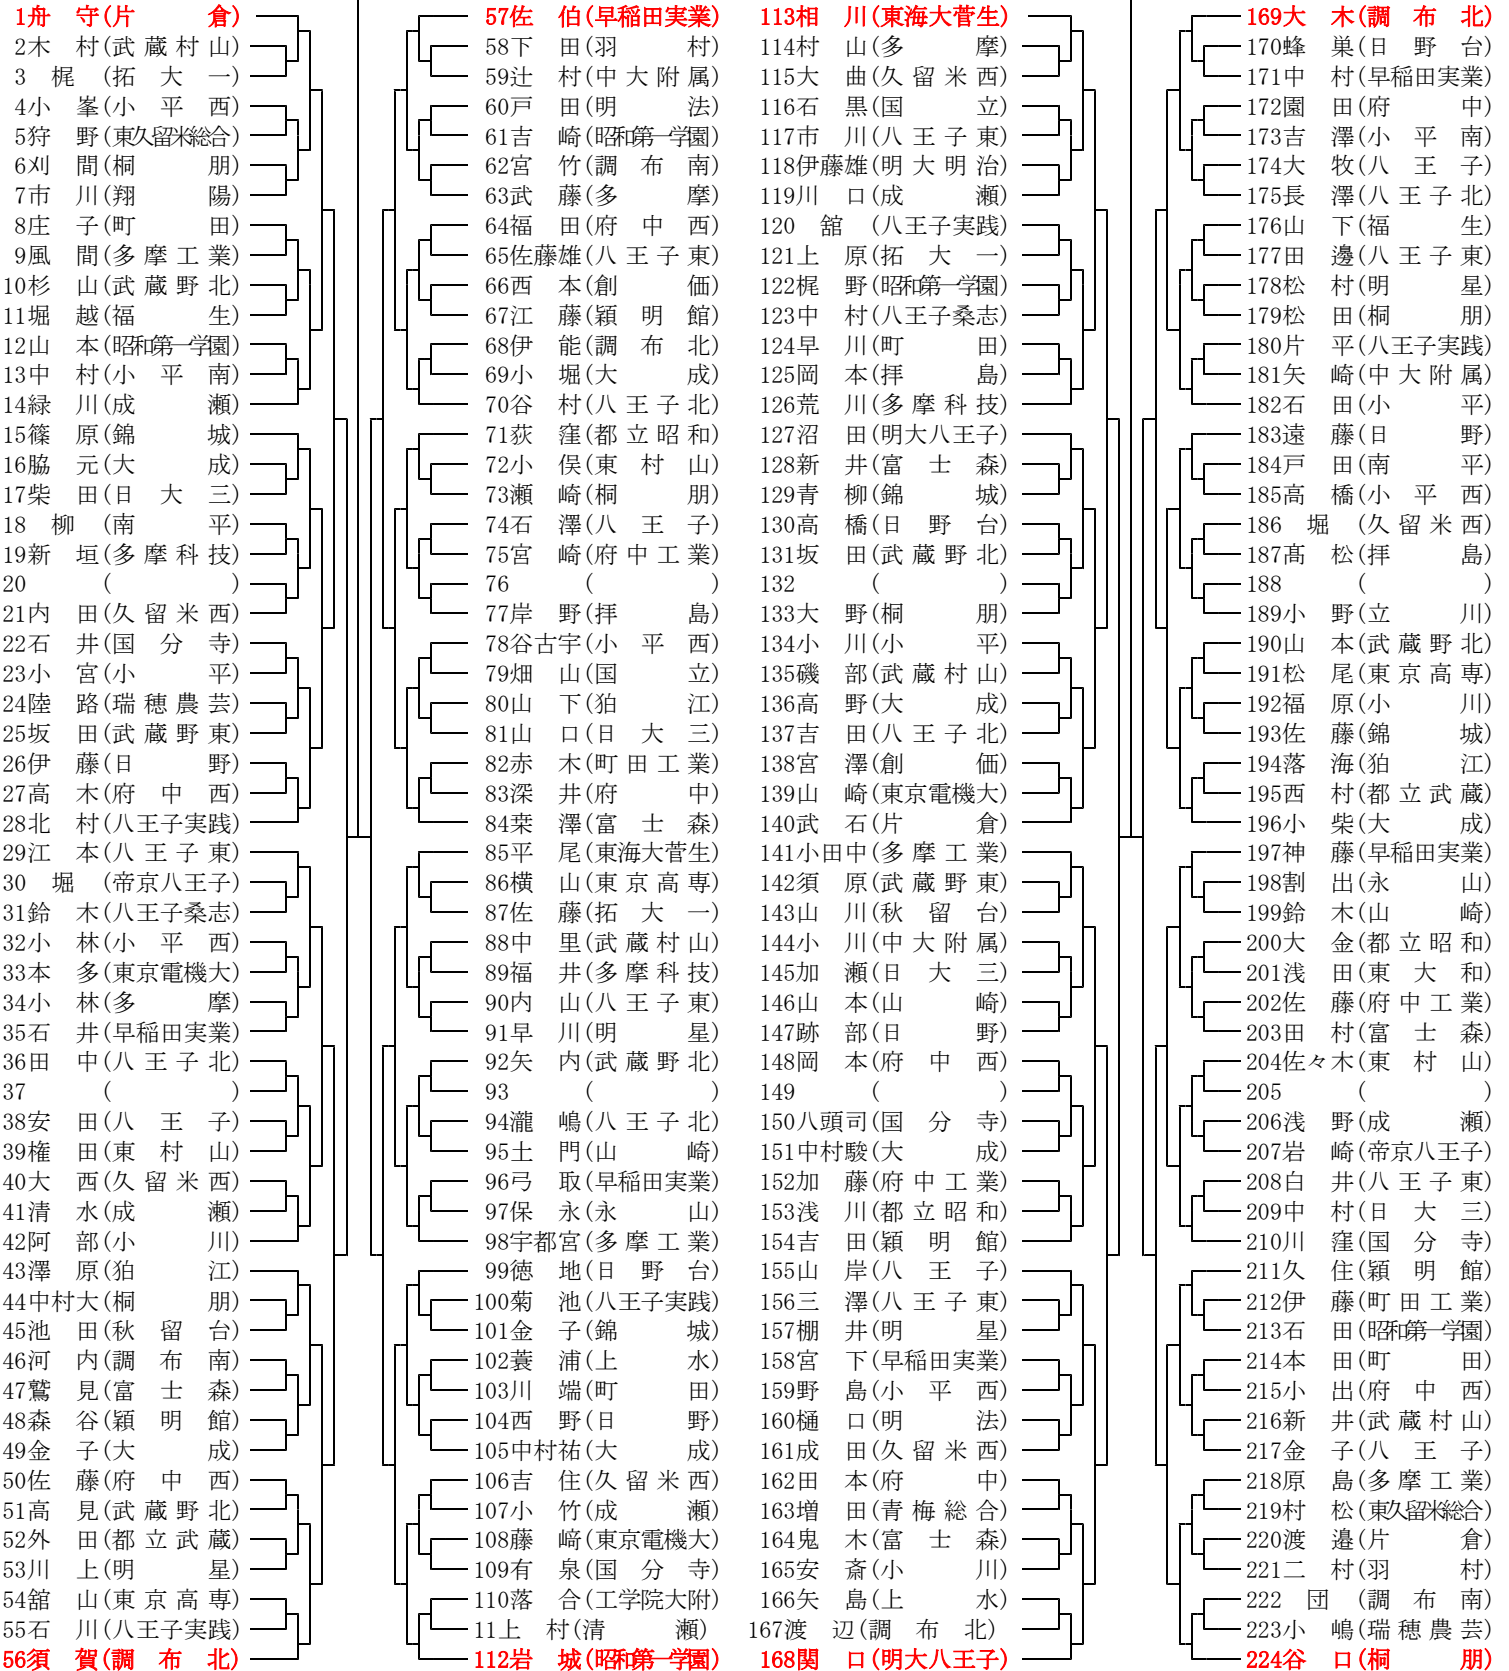 1舟 守(片 倉)
2木 村(武 蔵 村 山)
3 梶 (拓 大 一)
4小 峯(小 平 西)
5狩 野(東久留米総合)
6刈 間(桐 朋)
7市 川(翔 陽)
8庄 子(町 田)
9風 間(多 摩 工 業)
10杉 山(武 蔵 野 北)
11堀 越(福 生)
12山 本(昭和第一学園)
13中 村(小 平 南)
14緑 川(成 瀬)
15篠 原(錦 城)
16脇 元(大 成)
17柴 田(日 大 三)
18 柳 (南 平)
19新 垣(多 摩 科 技)
20 ( )
21内 田(久 留 米 西)
22石 井(国 分 寺)
23小 宮(小 平)
24陸 路(瑞 穂 農 芸)
25坂 田(武 蔵 野 東)
26伊 藤(日 野)
27高 木(府 中 西)
28北 村(八王子実践)
29江 本(八 王 子 東)
30 堀 (帝京八王子)
31鈴 木(八王子桑志)
32小 林(小 平 西)
33本 多(東京電機大)
34小 林(多 摩)
35石 井(早稲田実業)
36田 中(八 王 子 北)
37 ( )
38安 田(八 王 子)
39権 田(東 村 山)
40大 西(久 留 米 西)
41清 水(成 瀬)
42阿 部(小 川)
43澤 原(狛 江)
44中村大(桐 朋)
45池 田(秋 留 台)
46河 内(調 布 南)
47鷲 見(富 士 森)
48森 谷(穎 明 館)
49金 子(大 成)
50佐 藤(府 中 西)
51高 見(武 蔵 野 北)
52外 田(都 立 武 蔵)
53川 上(明 星)
54舘 山(東 京 高 専)
55石 川(八王子実践)
56須 賀(調 布 北)
57佐 伯(早稲田実業)
58下 田(羽 村)
59辻 村(中 大 附 属)
60戸 田(明 法)
61吉 崎(昭和第一学園)
62宮 竹(調 布 南)
63武 藤(多 摩)
64福 田(府 中 西)
65佐藤雄(八 王 子 東)
66西 本(創 価)
67江 藤(穎 明 館)
68伊 能(調 布 北)
69小 堀(大 成)
70谷 村(八 王 子 北)
71荻 窪(都 立 昭 和)
72小 俣(東 村 山)
73瀬 崎(桐 朋)
74石 澤(八 王 子)
75宮 崎(府 中 工 業)
76 ( )
77岸 野(拝 島)
78谷古宇(小 平 西)
79畑 山(国 立)
80山 下(狛 江)
81山 口(日 大 三)
82赤 木(町 田 工 業)
83深 井(府 中)
84来 澤(富 士 森)
85平 尾(東海大菅生)
86横 山(東 京 高 専)
87佐 藤(拓 大 一)
88中 里(武 蔵 村 山)
89福 井(多 摩 科 技)
90内 山(八 王 子 東)
91早 川(明 星)
92矢 内(武 蔵 野 北)
93 ( )
94瀧 嶋(八 王 子 北)
95土 門(山 崎)
96弓 取(早稲田実業)
97保 永(永 山)
98宇都宮(多 摩 工 業)
99徳 地(日 野 台)
100菊 池(八王子実践)
101金 子(錦 城)
102蓑 浦(上 水)
103川 端(町 田)
104西 野(日 野)
105中村祐(大 成)
106吉 住(久 留 米 西)
107小 竹(成 瀬)
108藤 﨑(東京電機大)
109有 泉(国 分 寺)
110落 合(工学院大附)
11上 村(清 瀬)
112岩 城(昭和第一学園)
113相 川(東海大菅生)
114村 山(多 摩)
115大 曲(久 留 米 西)
116石 黒(国 立)
117市 川(八 王 子 東)
118伊藤雄(明 大 明 治)
119川 口(成 瀬)
120 舘 (八王子実践)
121上 原(拓 大 一)
122梶 野(昭和第一学園)
123中 村(八王子桑志)
124早 川(町 田)
125岡 本(拝 島)
126荒 川(多 摩 科 技)
127沼 田(明大八王子)
128新 井(富 士 森)
129青 柳(錦 城)
130高 橋(日 野 台)
131坂 田(武 蔵 野 北)
132 ( )
133大 野(桐 朋)
134小 川(小 平)
135磯 部(武 蔵 村 山)
136高 野(大 成)
137吉 田(八 王 子 北)
138宮 澤(創 価)
139山 崎(東京電機大)
140武 石(片 倉)
141小田中(多 摩 工 業)
142須 原(武 蔵 野 東)
143山 川(秋 留 台)
144小 川(中 大 附 属)
145加 瀬(日 大 三)
146山 本(山 崎)
147跡 部(日 野)
148岡 本(府 中 西)
149 ( )
150八頭司(国 分 寺)
151中村駿(大 成)
152加 藤(府 中 工 業)
153浅 川(都 立 昭 和)
154吉 田(穎 明 館)
155山 岸(八 王 子)
156三 澤(八 王 子 東)
157棚 井(明 星)
158宮 下(早稲田実業)
159野 島(小 平 西)
160樋 口(明 法)
161成 田(久 留 米 西)
162田 本(府 中)
163増 田(青 梅 総 合)
164鬼 木(富 士 森)
165安 斎(小 川)
166矢 島(上 水)
167渡 辺(調 布 北)
168関 口(明大八王子)
169大 木(調 布 北)
170蜂 巣(日 野 台)
171中 村(早稲田実業)
172園 田(府 中)
173吉 澤(小 平 南)
174大 牧(八 王 子)
175長 澤(八 王 子 北)
176山 下(福 生)
177田 邊(八 王 子 東)
178松 村(明 星)
179松 田(桐 朋)
180片 平(八王子実践)
181矢 崎(中 大 附 属)
182石 田(小 平)
183遠 藤(日 野)
184戸 田(南 平)
185高 橋(小 平 西)
186 堀 (久 留 米 西)
187髙 松(拝 島)
188 ( )
189小 野(立 川)
190山 本(武 蔵 野 北)
191松 尾(東 京 高 専)
192福 原(小 川)
193佐 藤(錦 城)
194落 海(狛 江)
195西 村(都 立 武 蔵)
196小 柴(大 成)
197神 藤(早稲田実業)
198割 出(永 山)
199鈴 木(山 崎)
200大 金(都 立 昭 和)
201浅 田(東 大 和)
202佐 藤(府 中 工 業)
203田 村(富 士 森)
204佐々木(東 村 山)
205 ( )
206浅 野(成 瀬)
207岩 崎(帝京八王子)
208白 井(八 王 子 東)
209中 村(日 大 三)
210川 窪(国 分 寺)
211久 住(穎 明 館)
212伊 藤(町 田 工 業)
213石 田(昭和第一学園)
214本 田(町 田)
215小 出(府 中 西)
216新 井(武 蔵 村 山)
217金 子(八 王 子)
218原 島(多 摩 工 業)
219村 松(東久留米総合)
220渡 邉(片 倉)
221二 村(羽 村)
222 団 (調 布 南)
223小 嶋(瑞 穂 農 芸)
224谷 口(桐 朋)